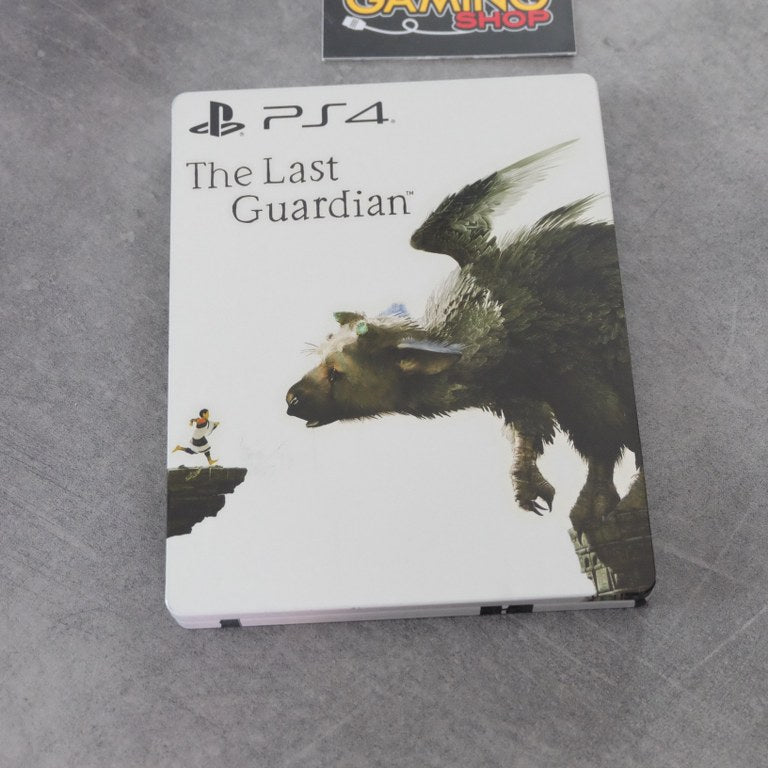 GAMING
SHOP
PS4
The Last
Guardian™